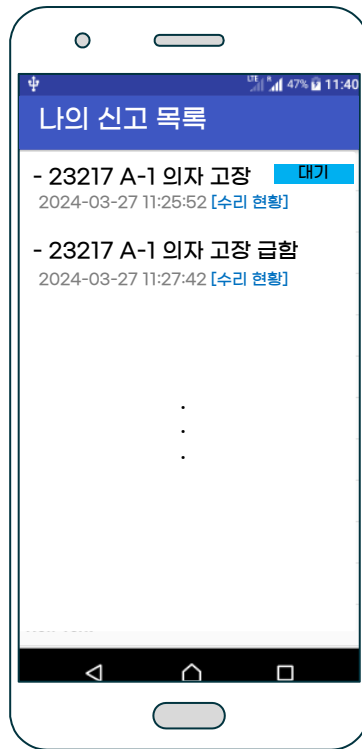 LTE R 47% 11:40
나의 신고 목록
- 23217 A-1 의자 고장 대기
2024-03-27 11:25:52 [수리 현황]
- 23217 A-1 의자 고장 급함
2024-03-27 11:27:42 [수리 현황]
.
.
.